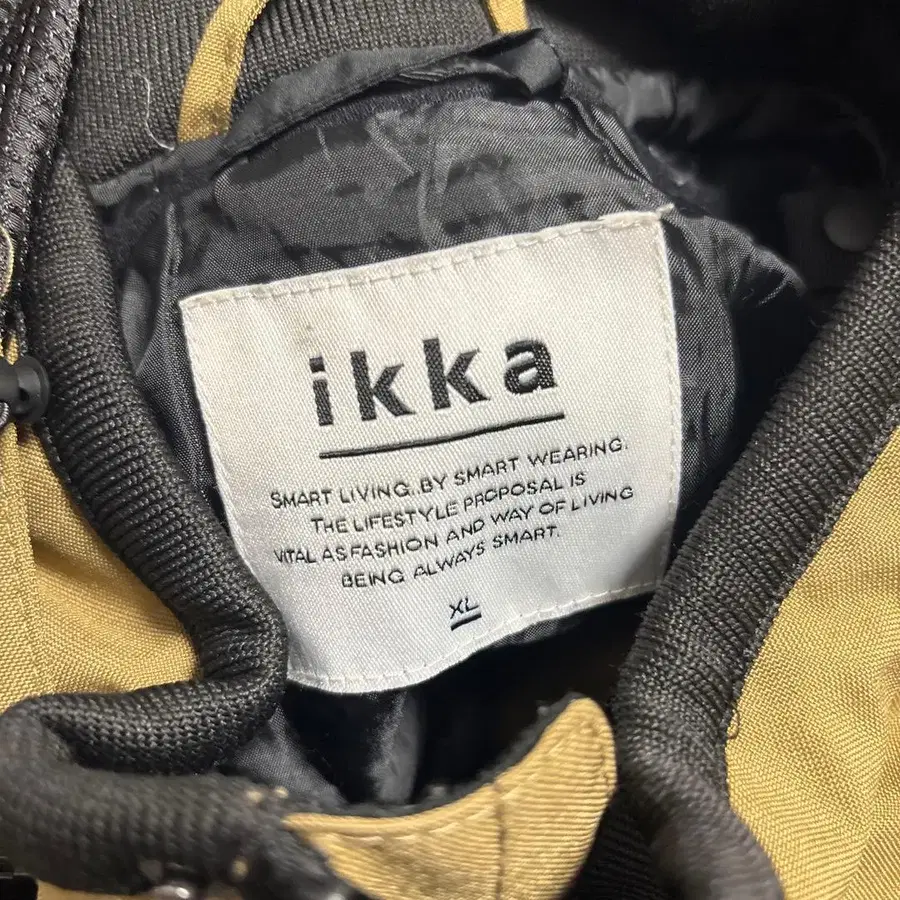 ikka
SMART LIVING. BY SMART WEARING.
THE LIFESTYLE PROPOSAL IS
VITAL AS FASHION AND WAY OF LIVING
BEING ALWAYS SMART.
XL